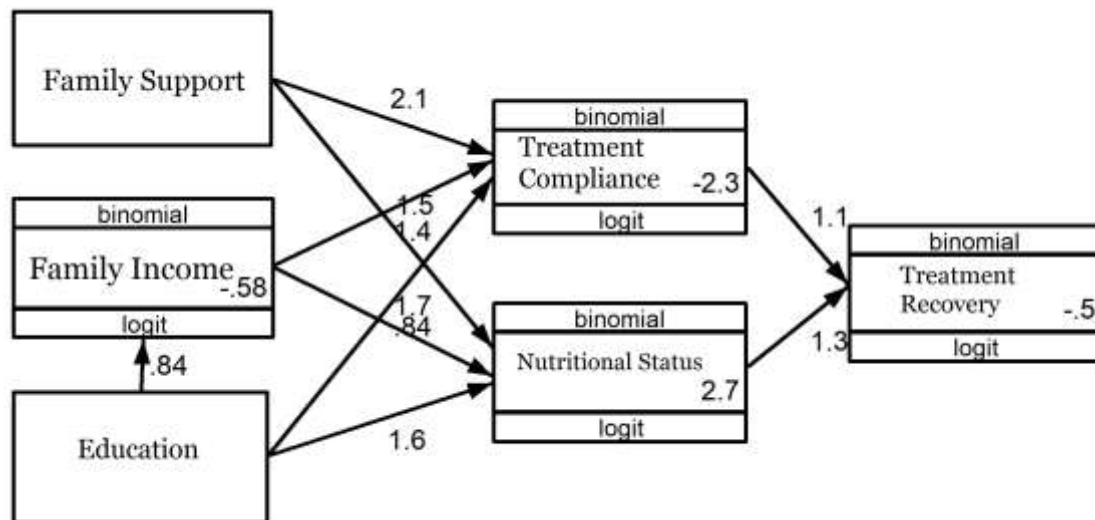 Family Support
2.1
binomial
Treatment
Compliance
-2.3
logit
binomial
Family Income
-.58
logit
1.5
1.4
1.1
binomial
Treatment
Recovery
-.5
logit
1.7
.84
binomial
Nutritional Status
2.7
logit
1.3
.84
Education
1.6